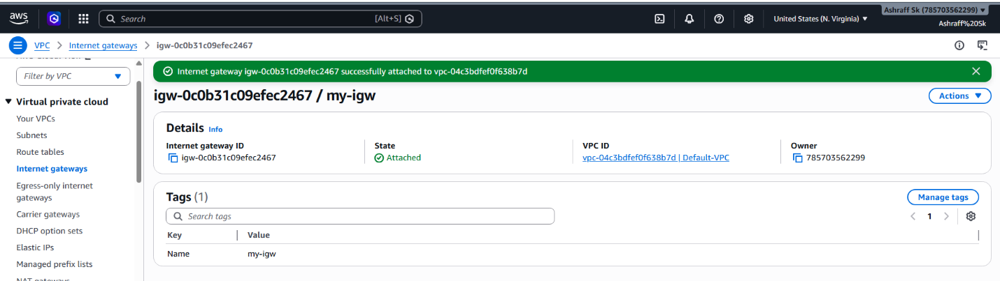 aws
Search
[Alt+S]
United States (N. Virginia)
Ashraff Sk (785703562299)
Ashraff%20Sk
VPC
Internet gateways
igw-0c0b31c09efec2467
Filter by VPC
Virtual private cloud
Your VPCs
Subnets
Route tables
Internet gateways
Egress-only internet
gateways
Carrier gateways
DHCP option sets
Elastic IPs
Managed prefix lists
NAT gateways
Internet gateway igw-0c0b31c09efec2467 successfully attached to vpc-04c3bdfef0f638b7d
igw-0c0b31c09efec2467 / my-igw
Actions
Details Info
Internet gateway ID
igw-0c0b31c09efec2467
State
Attached
VPC ID
vpc-04c3bdfef0f638b7d | Default-VPC
Owner
785703562299
Tags (1)
Manage tags
Search tags
1
Key Value
Name my-igw